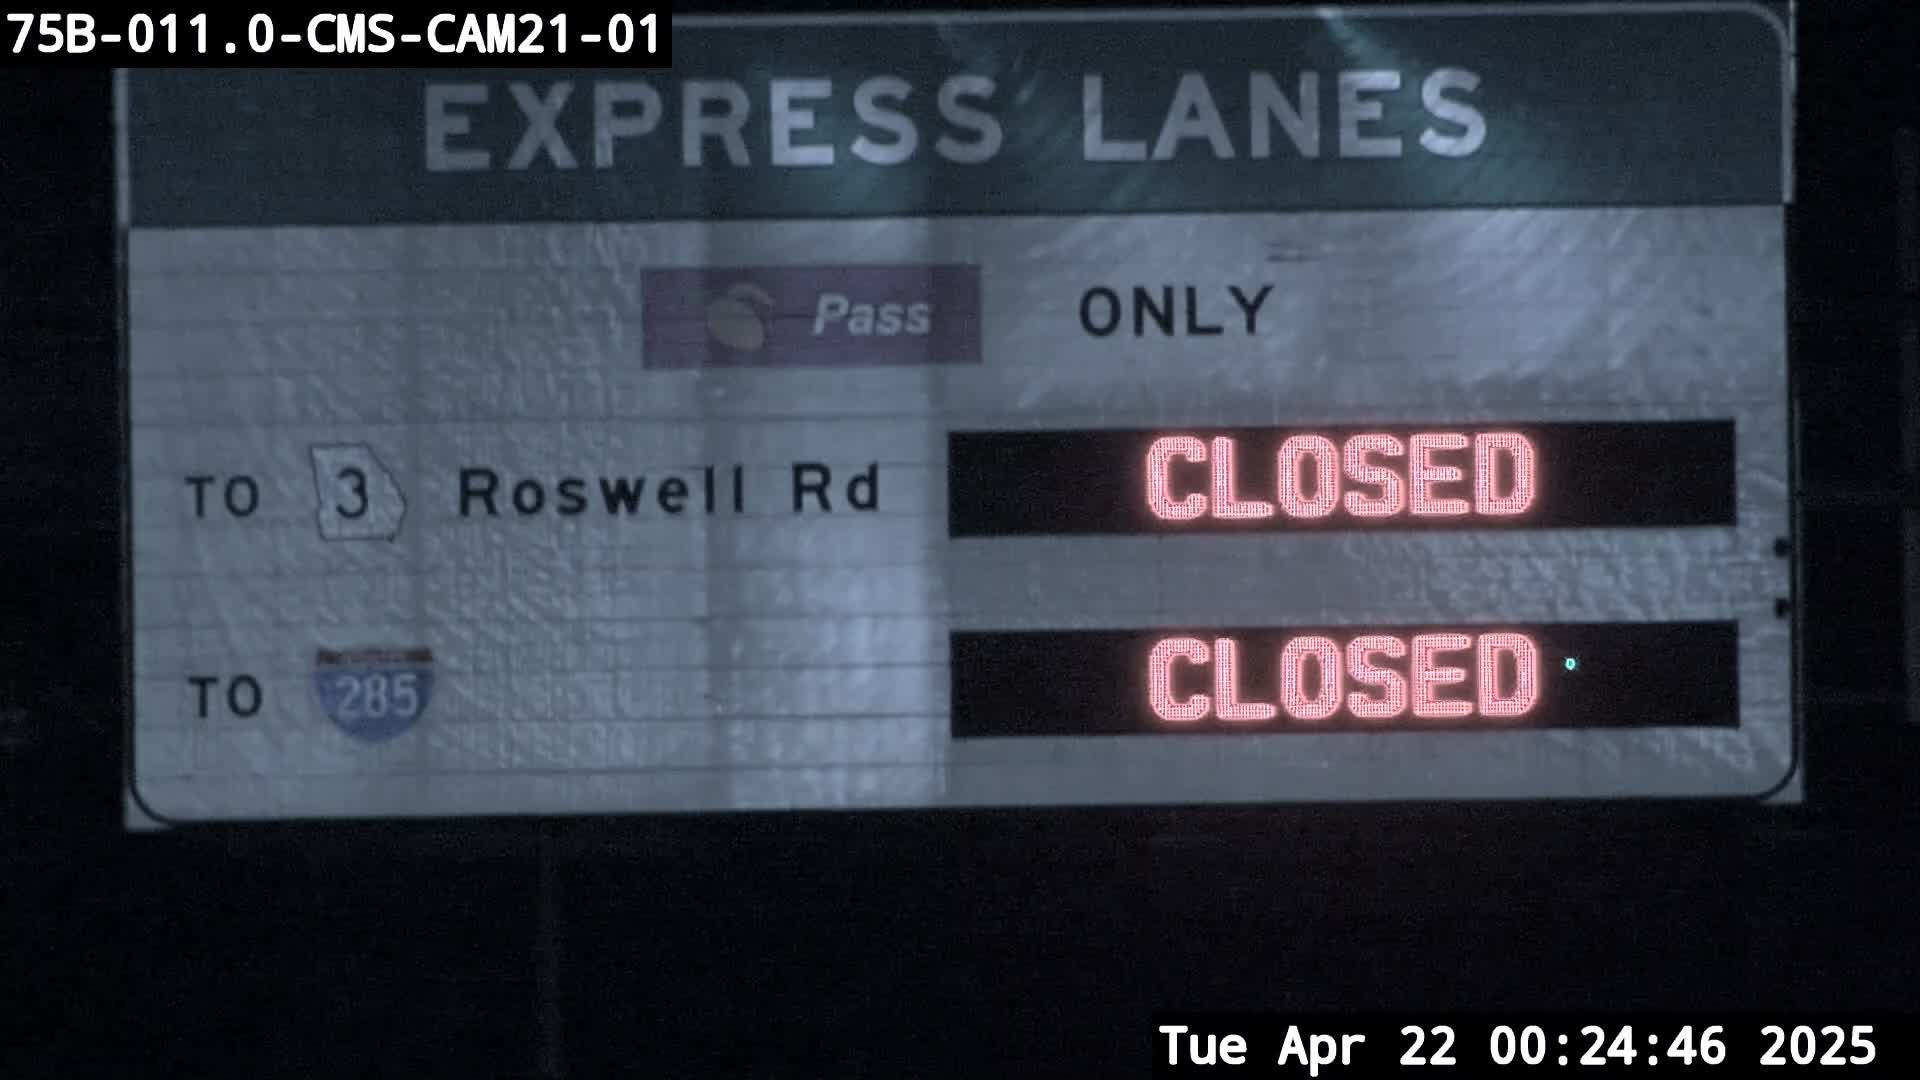 75B-011.0-CMS-CAM21-01
EXPRESS LANES
Pass ONLY
TO 3 Roswell Rd CLOSED
TO 285 CLOSED
Tue Apr 22 00:24:46 2025